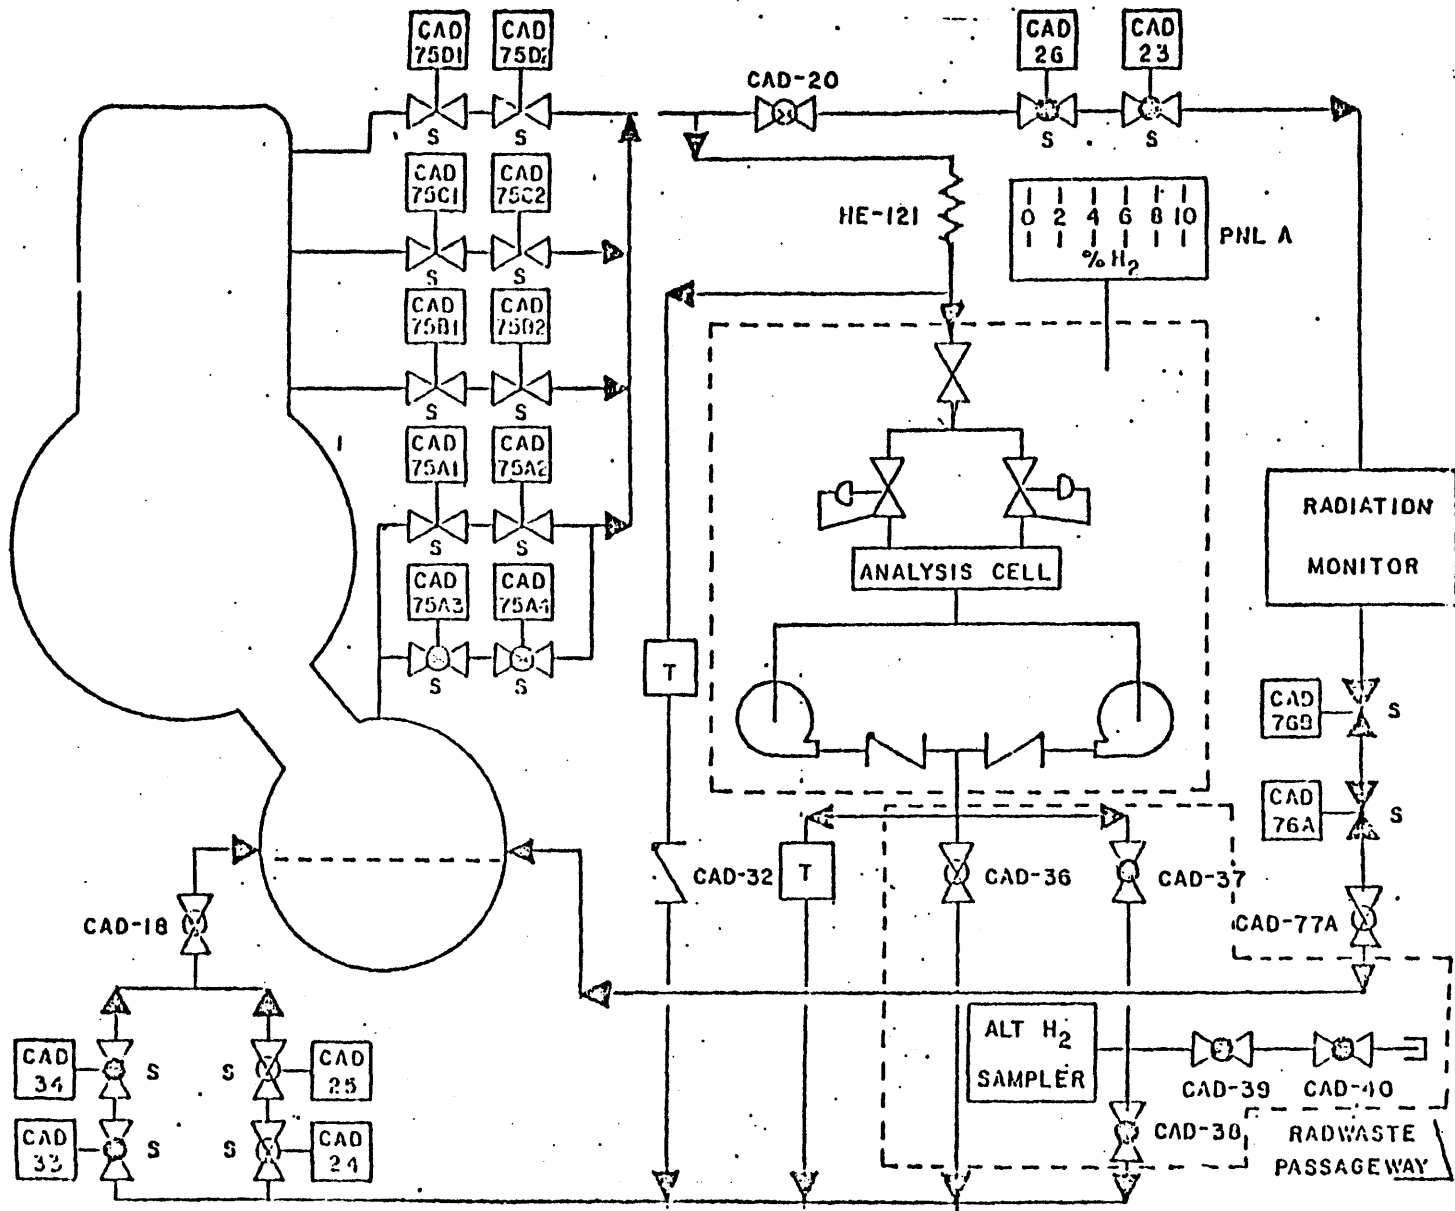 CAD
75D1
CAD
75D2
CAD-20
CAD
26
CAD
23
S
S
S
S
CAD
75C1
CAD
75C2
HE-121
0 2 4 6 8 10
% H2
PNL A
S
S
CAD
75B1
CAD
75B2
S
S
CAD
75A1
CAD
75A2
S
S
RADIATION
MONITOR
ANALYSIS CELL
CAD
75A3
CAD
75A4
S
S
T
CAD
76B
S
CAD
76A
S
CAD-32
T
CAD-36
CAD-37
CAD-18
CAD-77A
ALT H2
SAMPLER
CAD-39
CAD-40
CAD
34
S
S
CAD
25
CAD
33
S
S
CAD
24
CAD-38
RADWASTE
PASSAGEWAY